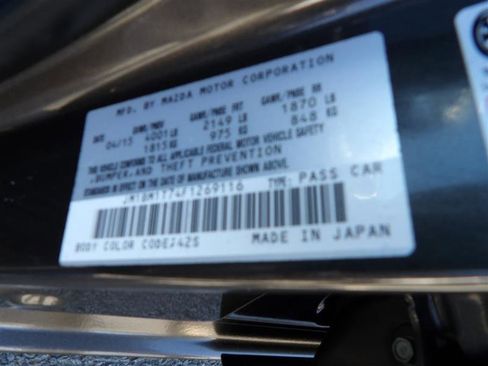 MFD. BY MAZDA MOTOR CORPORATION
DATE GVWR/PNBV GAWR/PNBE FRT GAWR/PNBE RR
04/15 4001 LB 2149 LB 1870 LB
1815 KG 975 KG 848 KG
THIS VEHICLE CONFORMS TO ALL APPLICABLE FEDERAL MOTOR VEHICLE SAFETY,
BUMPER, AND THEFT PREVENTION
STANDARDS IN EFFECT ON THE DATE OF MANUFACTURE SHOWN ABOVE.
JM1BM1T74F1269116 TYPE: PASS CAR
BODY COLOR CODE: 42S MADE IN JAPAN